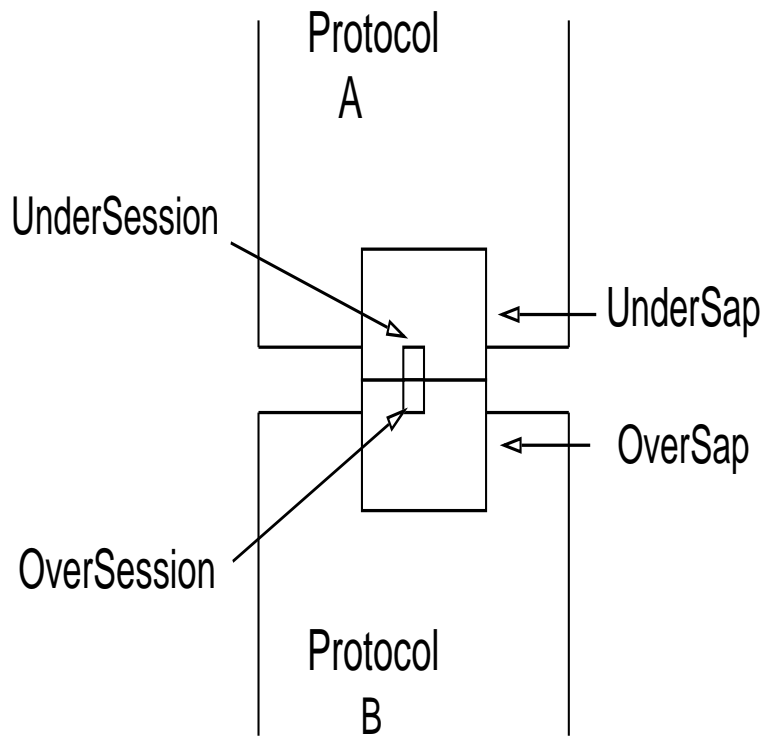 Protocol
A
UnderSession
UnderSap
OverSap
OverSession
Protocol
B